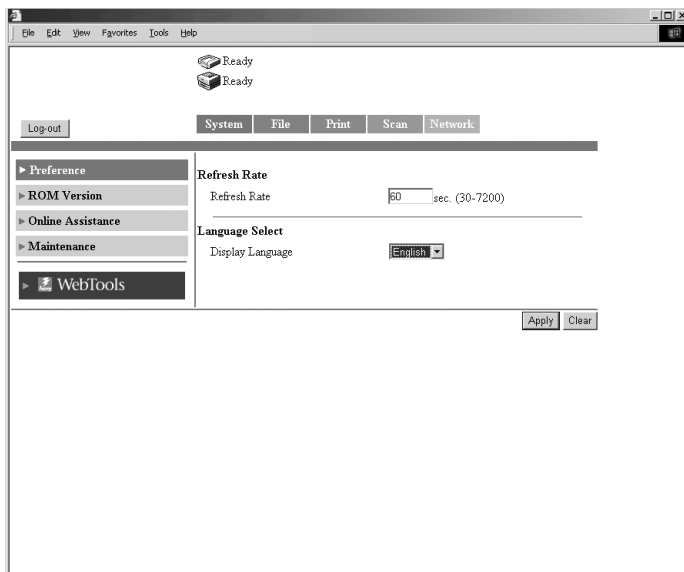 File Edit View Favorites Tools Help
Ready
Ready
Log-out
System File Print Scan Network
Preference
ROM Version
Online Assistance
Maintenance
WebTools
Refresh Rate
Refresh Rate 60 sec. (30-7200)
Language Select
Display Language English
Apply Clear